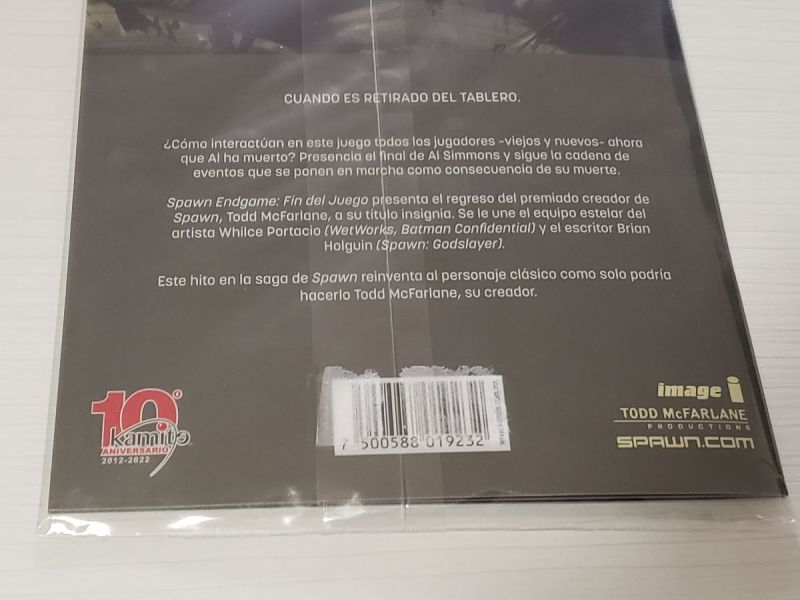 CUANDO ES RETIRADO DEL TABLERO.
¿Cómo interactúan en este juego todos los jugadores -viejos y nuevos- ahora
que Al ha muerto? Presencia el final de Al Simmons y sigue la cadena de
eventos que se ponen en marcha como consecuencia de su muerte.
Spawn Endgame: Fin del Juego presenta el regreso del premiado creador de
Spawn, Todd McFarlane, a su título insignia. Se le une el equipo estelar del
artista Whilce Portacio (WetWorks, Batman Confidential) y el escritor Brian
Holguin (Spawn: Godslayer).
Este hito en la saga de Spawn reinventa al personaje clásico como solo podría
hacerlo Todd McFarlane, su creador.
10°
Kamite
ANIVERSARIO
2012-2022
7 500588 019232
image i
TODD McFARLANE
PRODUCTIONS
SPAWN.COM